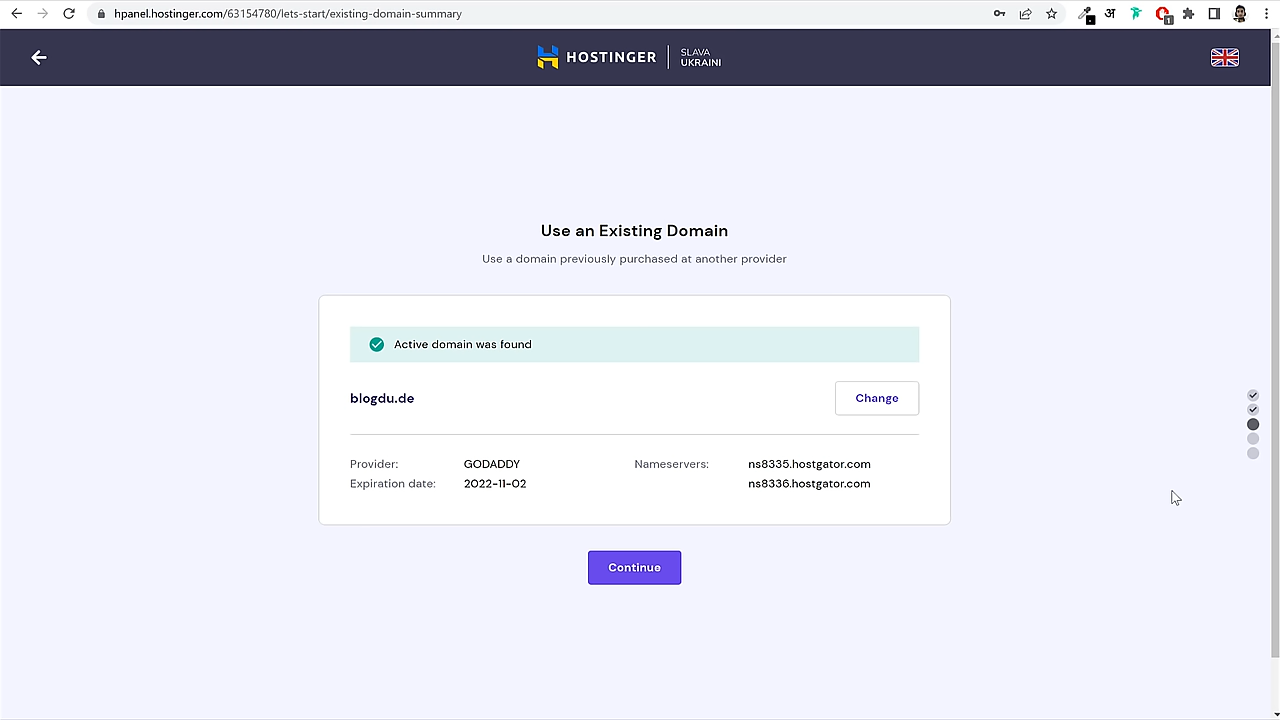 hpanel.hostinger.com/63154780/lets-start/existing-domain-summary
अ
1
HOSTINGER
SLAVA
UKRAINI
Use an Existing Domain
Use a domain previously purchased at another provider
Active domain was found
blogdu.de
Change
Provider: GODADDY Nameservers: ns8335.hostgator.com
Expiration date: 2022-11-02 ns8336.hostgator.com
Continue